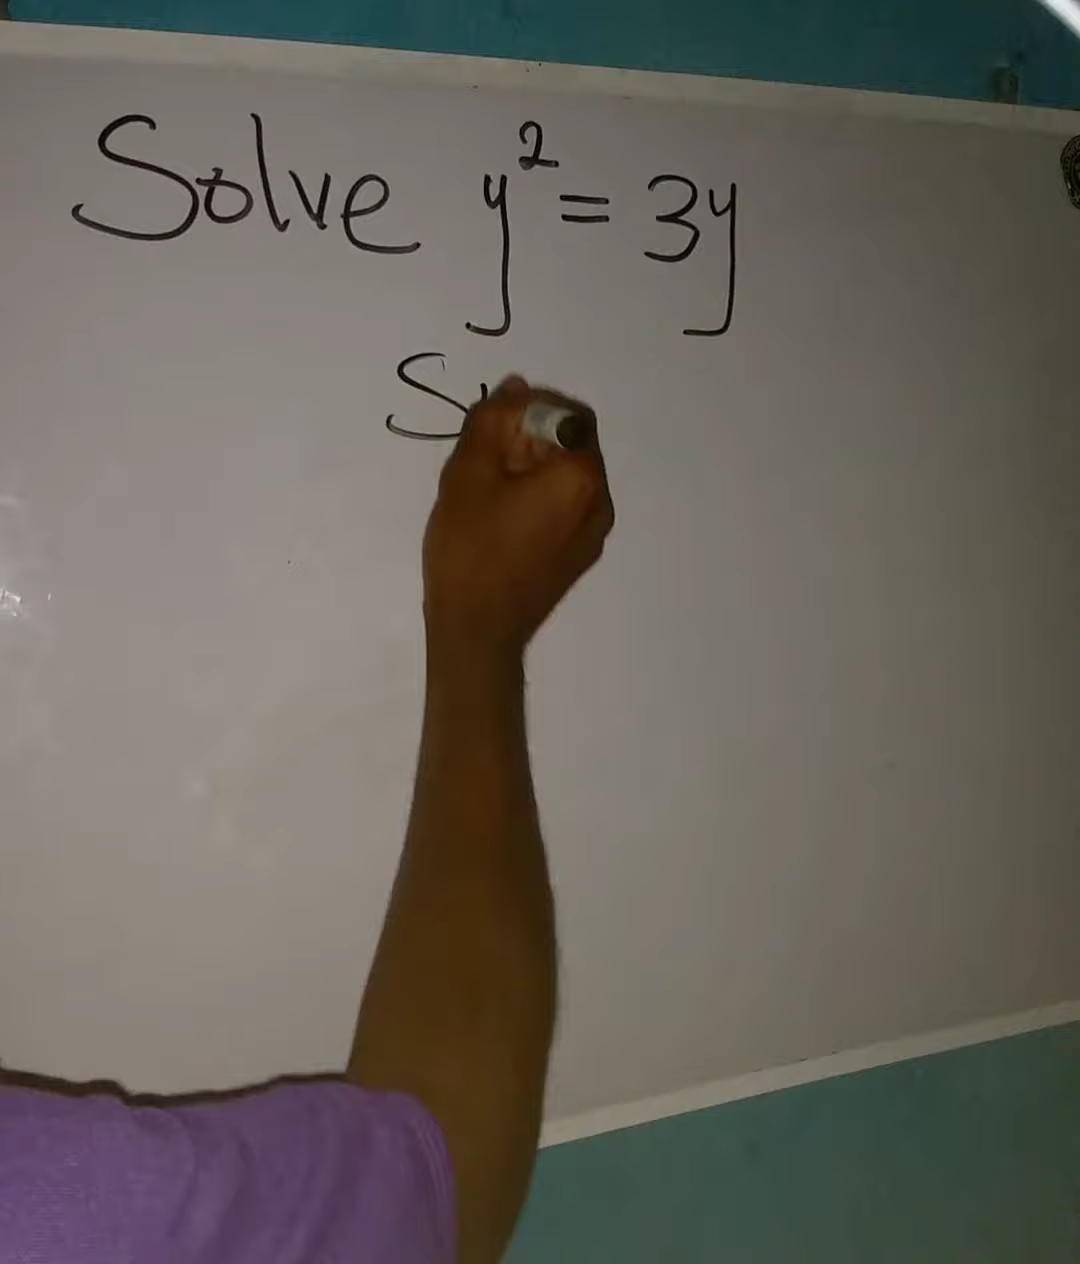 Solve y² = 3y